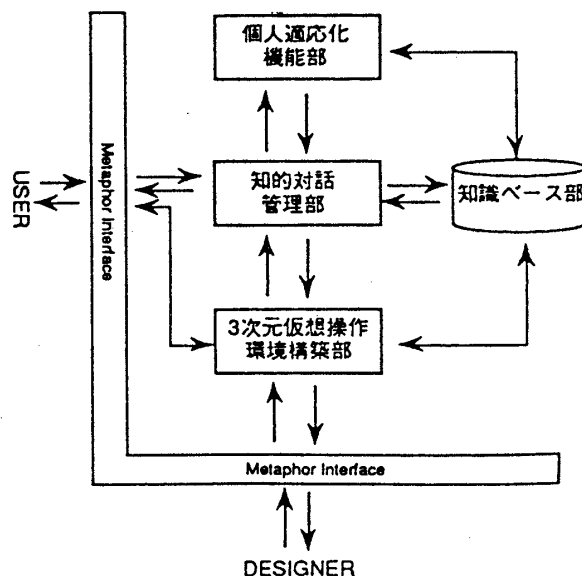 個人適応化
機能部
Metaphor Interface
USER
知的対話
管理部
知識ベース部
3次元仮想操作
環境構築部
Metaphor Interface
DESIGNER